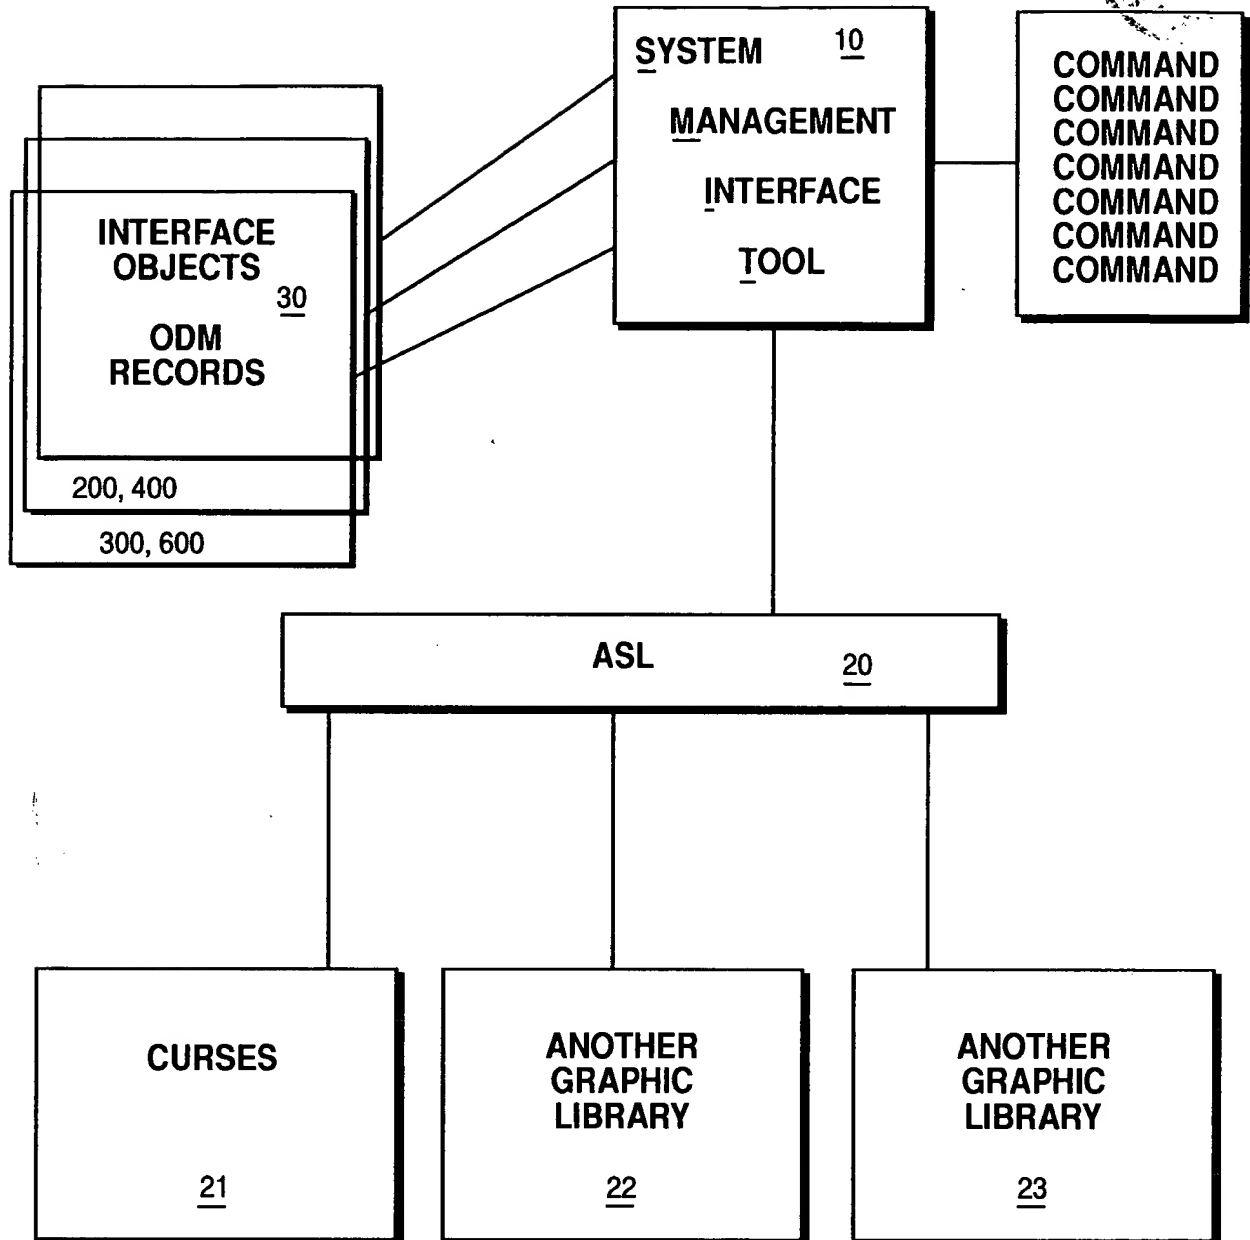 SYSTEM 10
MANAGEMENT
INTERFACE
TOOL
COMMAND
COMMAND
COMMAND
COMMAND
COMMAND
COMMAND
COMMAND
INTERFACE
OBJECTS
30
ODM
RECORDS
200, 400
300, 600
ASL 20
CURSES
21
ANOTHER
GRAPHIC
LIBRARY
22
ANOTHER
GRAPHIC
LIBRARY
23